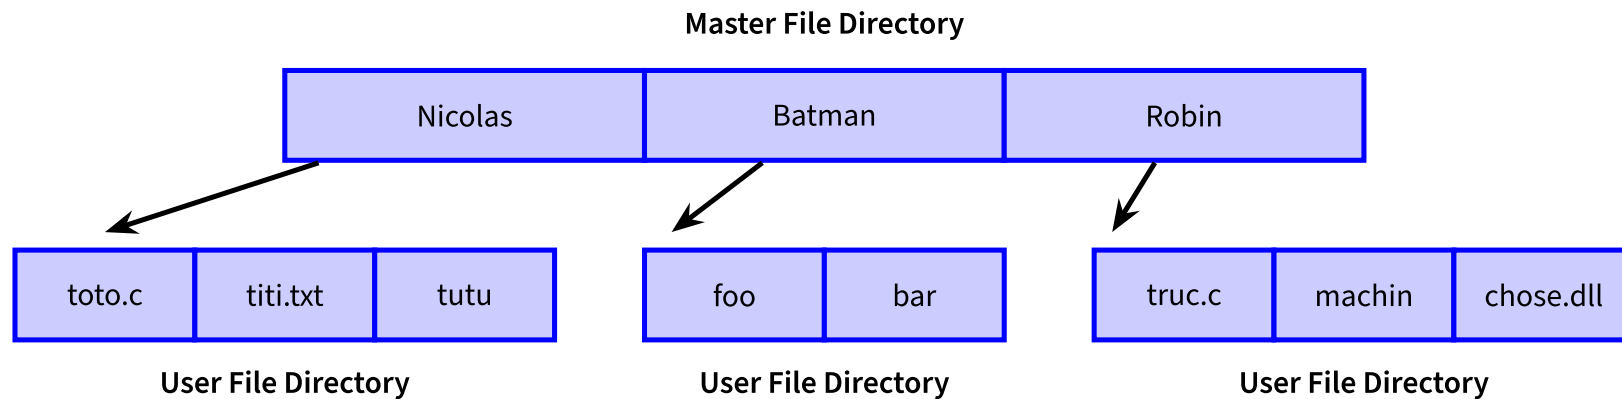 Master File Directory
Nicolas Batman Robin
toto.c titi.txt tutu foo bar truc.c machin chose.dll
User File Directory User File Directory User File Directory